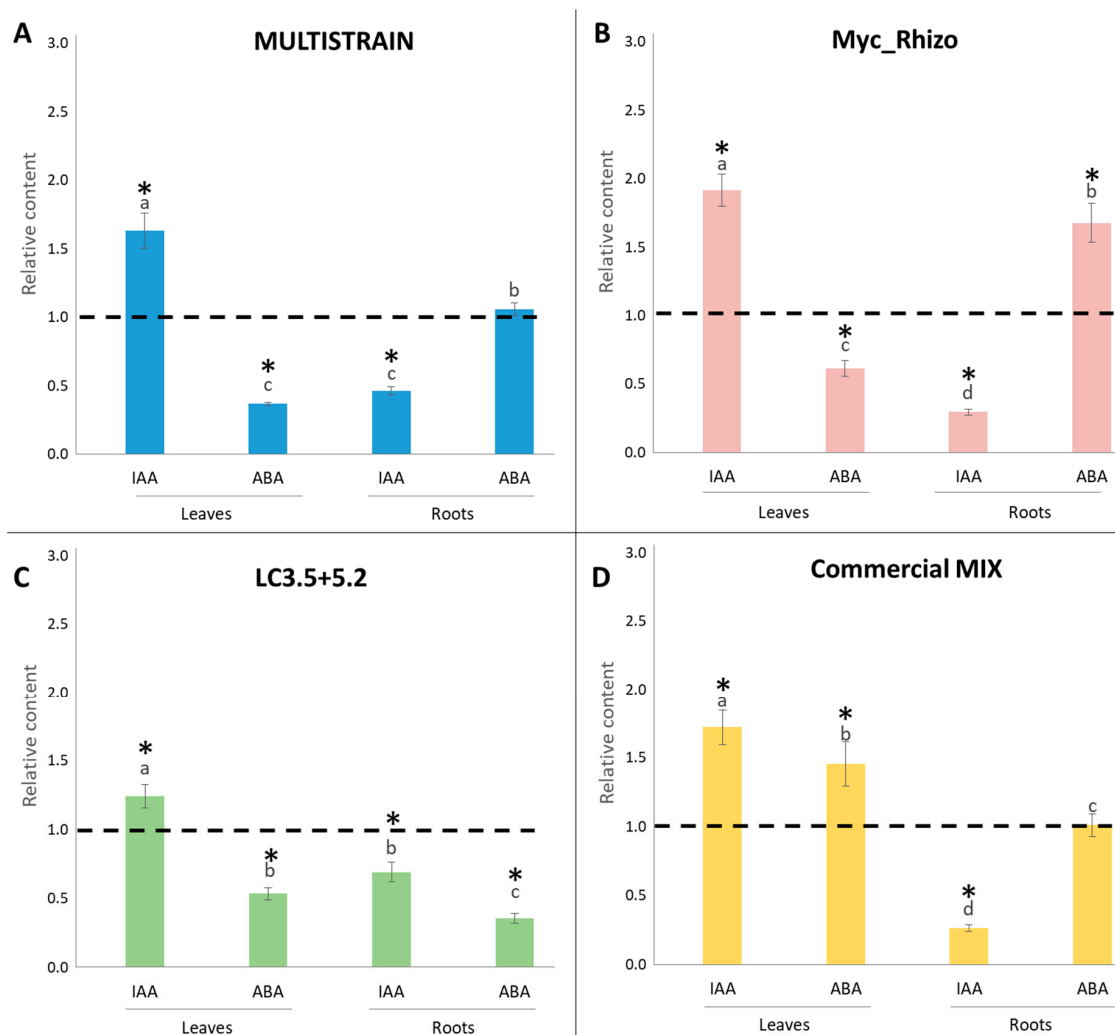 A
MULTISTRAIN
Relative content
3.0
2.5
2.0
1.5
1.0
0.5
0.0
*
a
*
c
*
c
b
IAA ABA IAA ABA
Leaves Roots
B
Myc_Rhizo
Relative content
3.0
2.5
2.0
1.5
1.0
0.5
0.0
*
a
*
c
*
d
*
b
IAA ABA IAA ABA
Leaves Roots
C
LC3.5+5.2
Relative content
3.0
2.5
2.0
1.5
1.0
0.5
0.0
*
a
*
b
*
b
*
c
IAA ABA IAA ABA
Leaves Roots
D
Commercial MIX
Relative content
3.0
2.5
2.0
1.5
1.0
0.5
0.0
*
a
*
b
*
d
c
IAA ABA IAA ABA
Leaves Roots